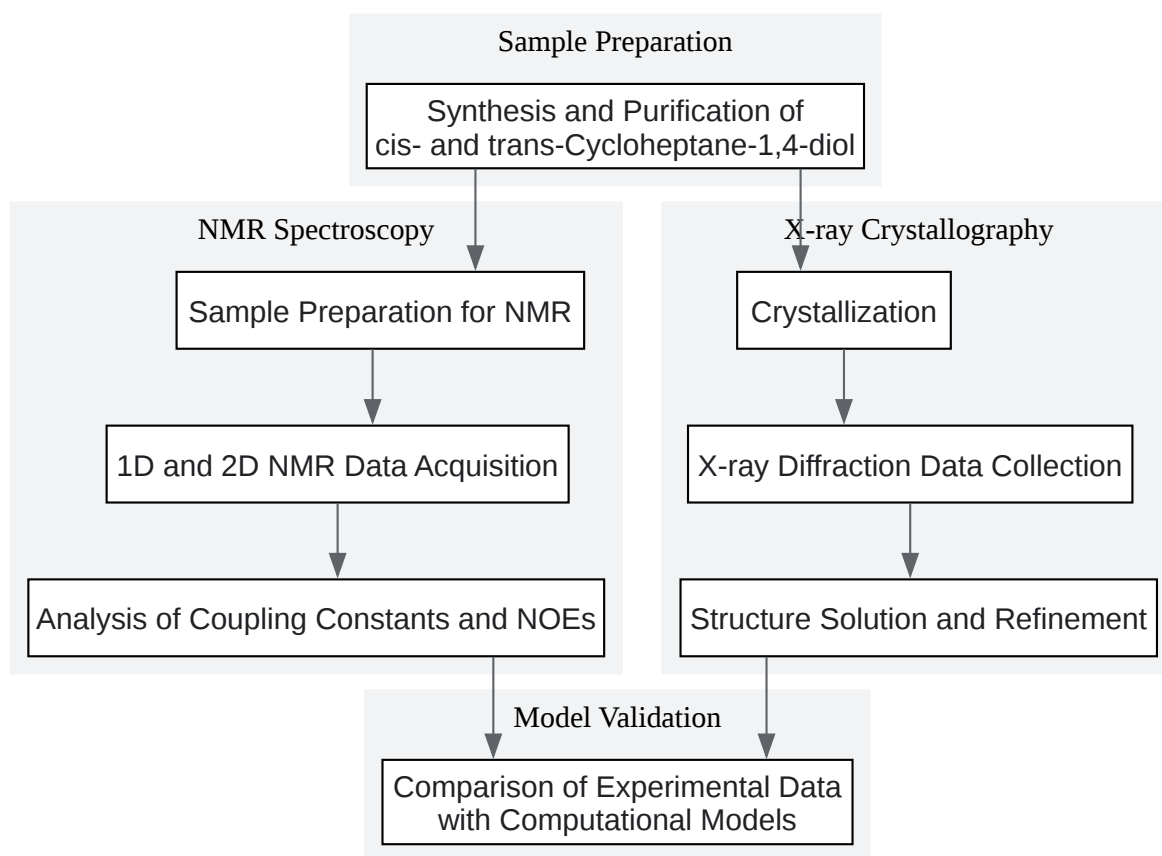 Sample Preparation
Synthesis and Purification of
cis- and trans-Cycloheptane-1,4-diol
NMR Spectroscopy
X-ray Crystallography
Sample Preparation for NMR
Crystallization
1D and 2D NMR Data Acquisition
X-ray Diffraction Data Collection
Analysis of Coupling Constants and NOEs
Structure Solution and Refinement
Model Validation
Comparison of Experimental Data
with Computational Models